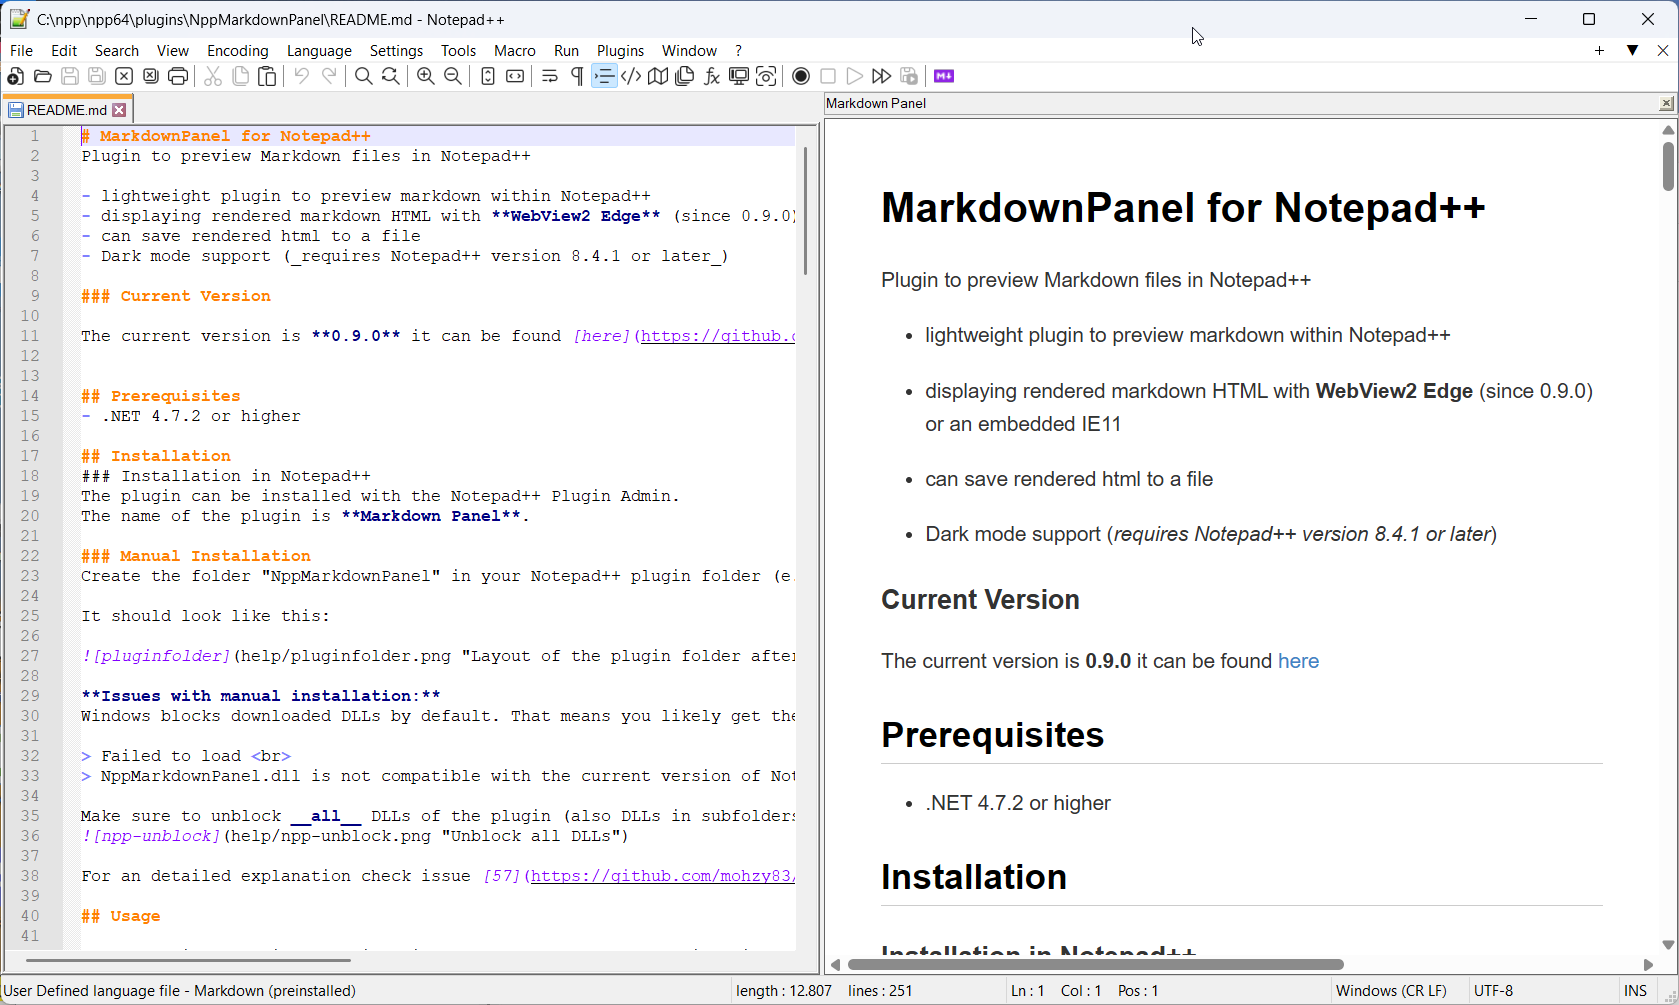 C:\npp\npp64\plugins\NppMarkdownPanel\README.md - Notepad++
File Edit Search View Encoding Language Settings Tools Macro Run Plugins Window ?
README.md
1 # MarkdownPanel for Notepad++
2 Plugin to preview Markdown files in Notepad++
3
4 - lightweight plugin to preview markdown within Notepad++
5 - displaying rendered markdown HTML with **WebView2 Edge** (since 0.9.0)
6 - can save rendered html to a file
7 - Dark mode support (_requires Notepad++ version 8.4.1 or later_)
8
9 ### Current Version
10
11 The current version is **0.9.0** it can be found [here](https://github.c
12
13
14 ## Prerequisites
15 - .NET 4.7.2 or higher
16
17 ## Installation
18 ### Installation in Notepad++
19 The plugin can be installed with the Notepad++ Plugin Admin.
20 The name of the plugin is **Markdown Panel**.
21
22 ### Manual Installation
23 Create the folder "NppMarkdownPanel" in your Notepad++ plugin folder (e.
24
25 It should look like this:
26
27 ![pluginfolder](help/pluginfolder.png "Layout of the plugin folder after
28
29 **Issues with manual installation:**
30 Windows blocks downloaded DLLs by default. That means you likely get the
31
32 > Failed to load <br>
33 > NppMarkdownPanel.dll is not compatible with the current version of Not
34
35 Make sure to unblock __all__ DLLs of the plugin (also DLLs in subfolders
36 ![npp-unblock](help/npp-unblock.png "Unblock all DLLs")
37
38 For an detailed explanation check issue [57](https://github.com/mohzy83/
39
40 ## Usage
41
Markdown Panel
MarkdownPanel for Notepad++
Plugin to preview Markdown files in Notepad++
• lightweight plugin to preview markdown within Notepad++
• displaying rendered markdown HTML with WebView2 Edge (since 0.9.0)
or an embedded IE11
• can save rendered html to a file
• Dark mode support (requires Notepad++ version 8.4.1 or later)
Current Version
The current version is 0.9.0 it can be found here
Prerequisites
• .NET 4.7.2 or higher
Installation
Installation in Notepad++
User Defined language file - Markdown (preinstalled) length : 12.807 lines : 251 Ln : 1 Col : 1 Pos : 1 Windows (CR LF) UTF-8 INS